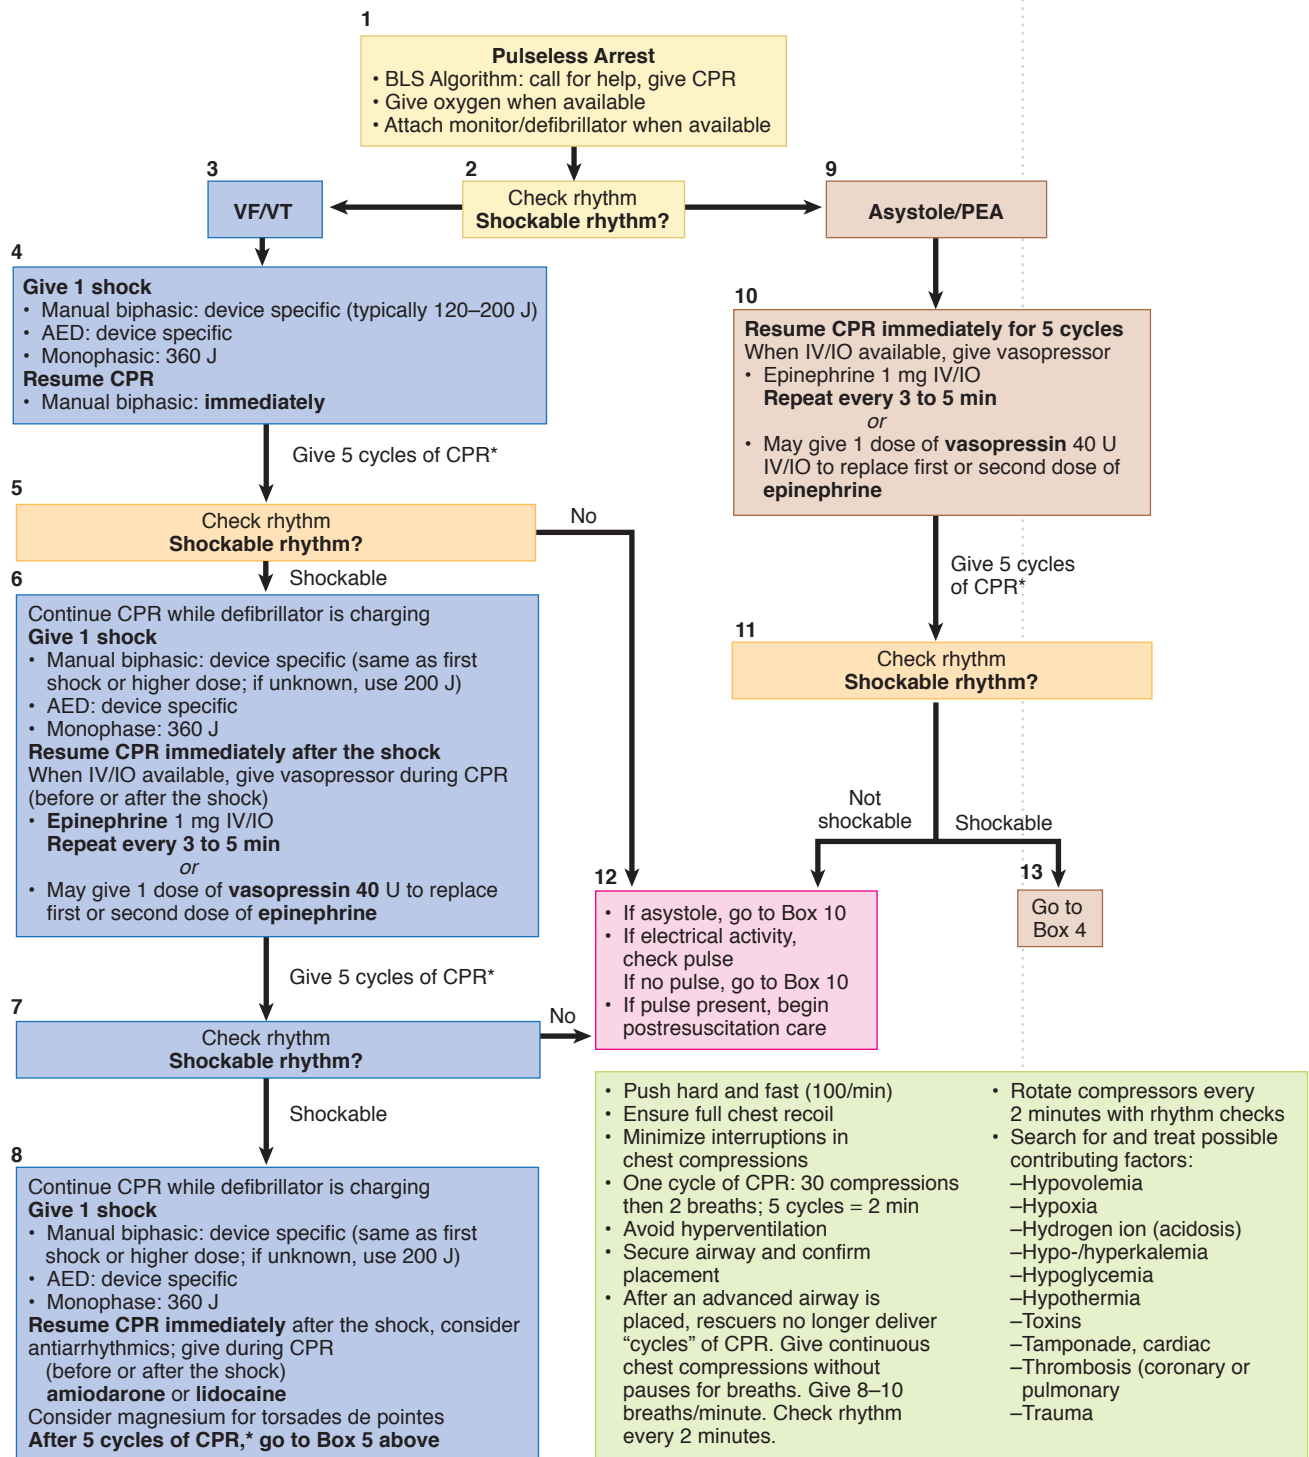 1
Pulseless Arrest
• BLS Algorithm: call for help, give CPR
• Give oxygen when available
• Attach monitor/defibrillator when available
2
Check rhythm
Shockable rhythm?
3
VF/VT
4
Give 1 shock
• Manual biphasic: device specific (typically 120–200 J)
• AED: device specific
• Monophasic: 360 J
Resume CPR
• Manual biphasic: immediately
Give 5 cycles of CPR*
5
Check rhythm
Shockable rhythm?
No
Shockable
6
Continue CPR while defibrillator is charging
Give 1 shock
• Manual biphasic: device specific (same as first
shock or higher dose; if unknown, use 200 J)
• AED: device specific
• Monophase: 360 J
Resume CPR immediately after the shock
When IV/IO available, give vasopressor during CPR
(before or after the shock)
• Epinephrine 1 mg IV/IO
Repeat every 3 to 5 min
or
• May give 1 dose of vasopressin 40 U to replace
first or second dose of epinephrine
Give 5 cycles of CPR*
7
Check rhythm
Shockable rhythm?
No
Shockable
8
Continue CPR while defibrillator is charging
Give 1 shock
• Manual biphasic: device specific (same as first
shock or higher dose; if unknown, use 200 J)
• AED: device specific
• Monophase: 360 J
Resume CPR immediately after the shock, consider
antiarrhythmics; give during CPR
(before or after the shock)
amiodarone or lidocaine
Consider magnesium for torsades de pointes
After 5 cycles of CPR,* go to Box 5 above
9
Asystole/PEA
10
Resume CPR immediately for 5 cycles
When IV/IO available, give vasopressor
• Epinephrine 1 mg IV/IO
Repeat every 3 to 5 min
or
• May give 1 dose of vasopressin 40 U
IV/IO to replace first or second dose of
epinephrine
Give 5 cycles
of CPR*
11
Check rhythm
Shockable rhythm?
Not
shockable
Shockable
12
• If asystole, go to Box 10
• If electrical activity,
check pulse
If no pulse, go to Box 10
• If pulse present, begin
postresuscitation care
13
Go to
Box 4
• Push hard and fast (100/min)
• Ensure full chest recoil
• Minimize interruptions in
chest compressions
• One cycle of CPR: 30 compressions
then 2 breaths; 5 cycles = 2 min
• Avoid hyperventilation
• Secure airway and confirm
placement
• After an advanced airway is
placed, rescuers no longer deliver
“cycles” of CPR. Give continuous
chest compressions without
pauses for breaths. Give 8–10
breaths/minute. Check rhythm
every 2 minutes.
• Rotate compressors every
2 minutes with rhythm checks
• Search for and treat possible
contributing factors:
–Hypovolemia
–Hypoxia
–Hydrogen ion (acidosis)
–Hypo-/hyperkalemia
–Hypoglycemia
–Hypothermia
–Toxins
–Tamponade, cardiac
–Thrombosis (coronary or
pulmonary
–Trauma